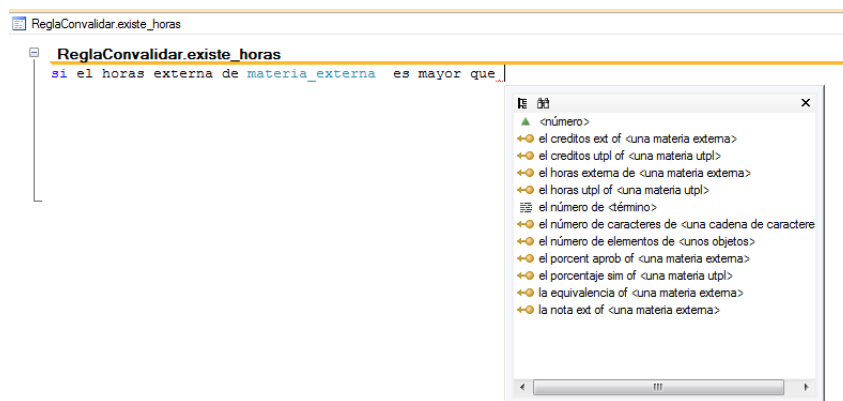 ReglaConvalidar.existe_horas
ReglaConvalidar.existe_horas
si el horas externa de materia_externa es mayor que
<número>
el creditos ext of <una materia externa>
el creditos utpl of <una materia utpl>
el horas externa de <una materia externa>
el horas utpl of <una materia utpl>
el número de <término>
el número de caracteres de <una cadena de caractere
el número de elementos de <unos objetos>
el porcent aprob of <una materia externa>
el porcentaje sim of <una materia utpl>
la equivalencia of <una materia externa>
la nota ext of <una materia externa>